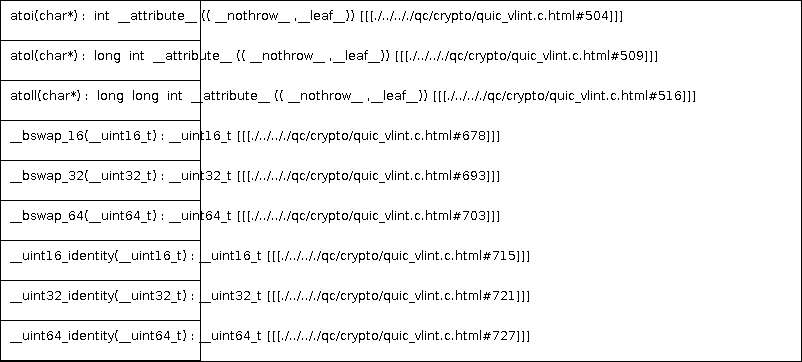 atoi(char*) : int __attribute__ (( __nothrow__ ,__leaf__)) [[[./../.././qc/crypto/quic_vlint.c.html#504]]]
atol(char*) : long int __attribute__ (( __nothrow__ ,__leaf__)) [[[./../.././qc/crypto/quic_vlint.c.html#509]]]
atoll(char*) : long long int __attribute__ (( __nothrow__ ,__leaf__)) [[[./../.././qc/crypto/quic_vlint.c.html#516]]]
__bswap_16(__uint16_t) : __uint16_t [[[./../.././qc/crypto/quic_vlint.c.html#678]]]
__bswap_32(__uint32_t) : __uint32_t [[[./../.././qc/crypto/quic_vlint.c.html#693]]]
__bswap_64(__uint64_t) : __uint64_t [[[./../.././qc/crypto/quic_vlint.c.html#703]]]
__uint16_identity(__uint16_t) : __uint16_t [[[./../.././qc/crypto/quic_vlint.c.html#715]]]
__uint32_identity(__uint32_t) : __uint32_t [[[./../.././qc/crypto/quic_vlint.c.html#721]]]
__uint64_identity(__uint64_t) : __uint64_t [[[./../.././qc/crypto/quic_vlint.c.html#727]]]